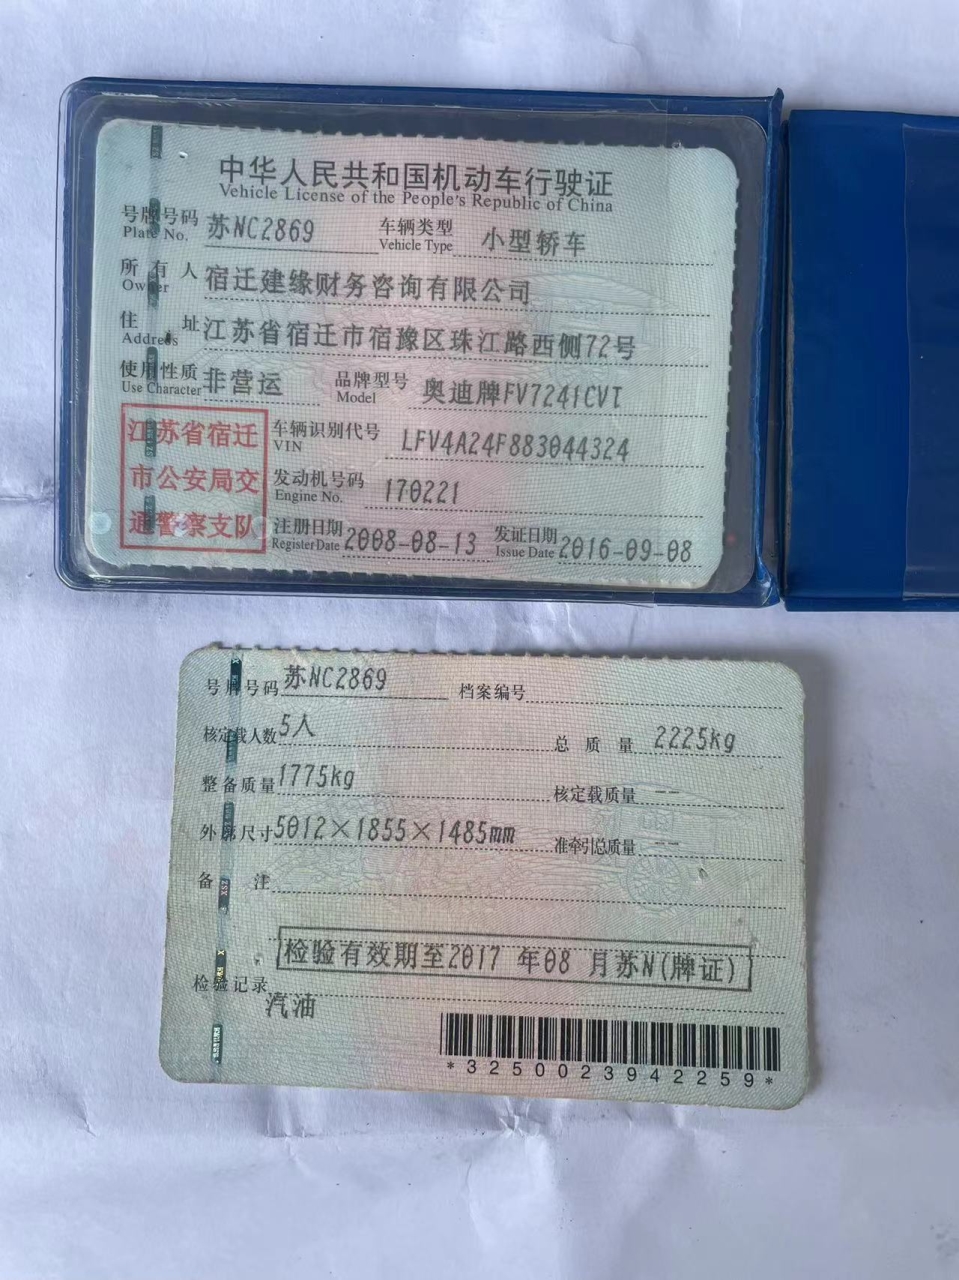 中华人民共和国机动车行驶证
Vehicle License of the People's Republic of China
号牌号码 苏NC2869 车辆类型 小型轿车
Plate No. Vehicle Type
所有人 宿迁建缘财务咨询有限公司
Owner
住址 江苏省宿迁市宿豫区珠江路西侧72号
Address
使用性质 非营运 品牌型号 奥迪牌FV7241CVT
Use Character Model
江苏省宿迁
市公安局交
通警察支队
车辆识别代号 LFV4A24F883044324
VIN
发动机号码 170221
Engine No.
注册日期 2008-08-13 发证日期 2016-09-08
Register Date Issue Date
号牌号码 苏NC2869 档案编号
核定载人数 5人 总质量 2225kg
整备质量 1775kg 核定载质量 --
外廓尺寸 5012×1855×1485mm 准牵引总质量 --
备注
检验有效期至2017 年08 月苏N(牌证)
检验记录
汽油
*3250023942259*